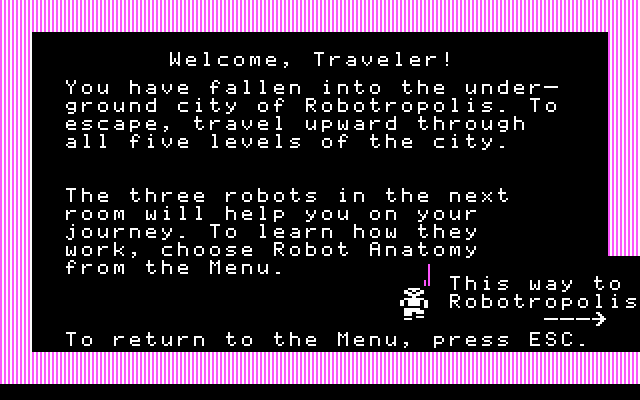 Welcome, Traveler!
You have fallen into the under—
ground city of Robotropolis. To
escape, travel upward through
all five levels of the city.
The three robots in the next
room will help you on your
journey. To learn how they
work, choose Robot Anatomy
from the Menu.
This way to
Robotropolis
To return to the Menu, press ESC.